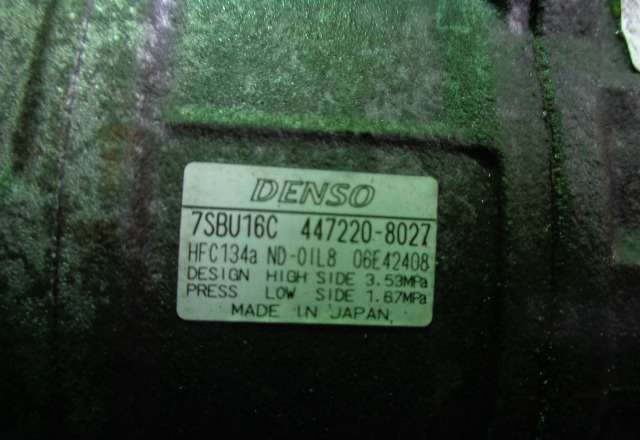 DENSO
7SBU16C 447220-8027
HFC134a ND-OIL8 06E42408
DESIGN HIGH SIDE 3.53MPa
PRESS LOW SIDE 1.67MPa
MADE IN JAPAN